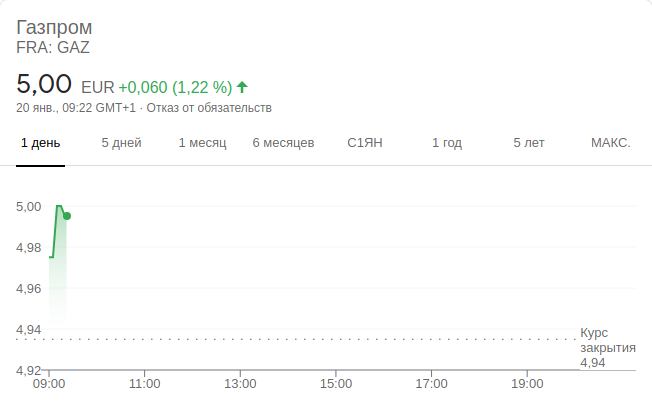 Газпром
FRA: GAZ
5,00 EUR +0,060 (1,22 %)
20 янв., 09:22 GMT+1 · Отказ от обязательств
1 день 5 дней 1 месяц 6 месяцев С1ЯН 1 год 5 лет МАКС.
5,00
4,98
4,96
4,94
Курс
закрытия
4,94
4,92
09:00 11:00 13:00 15:00 17:00 19:00